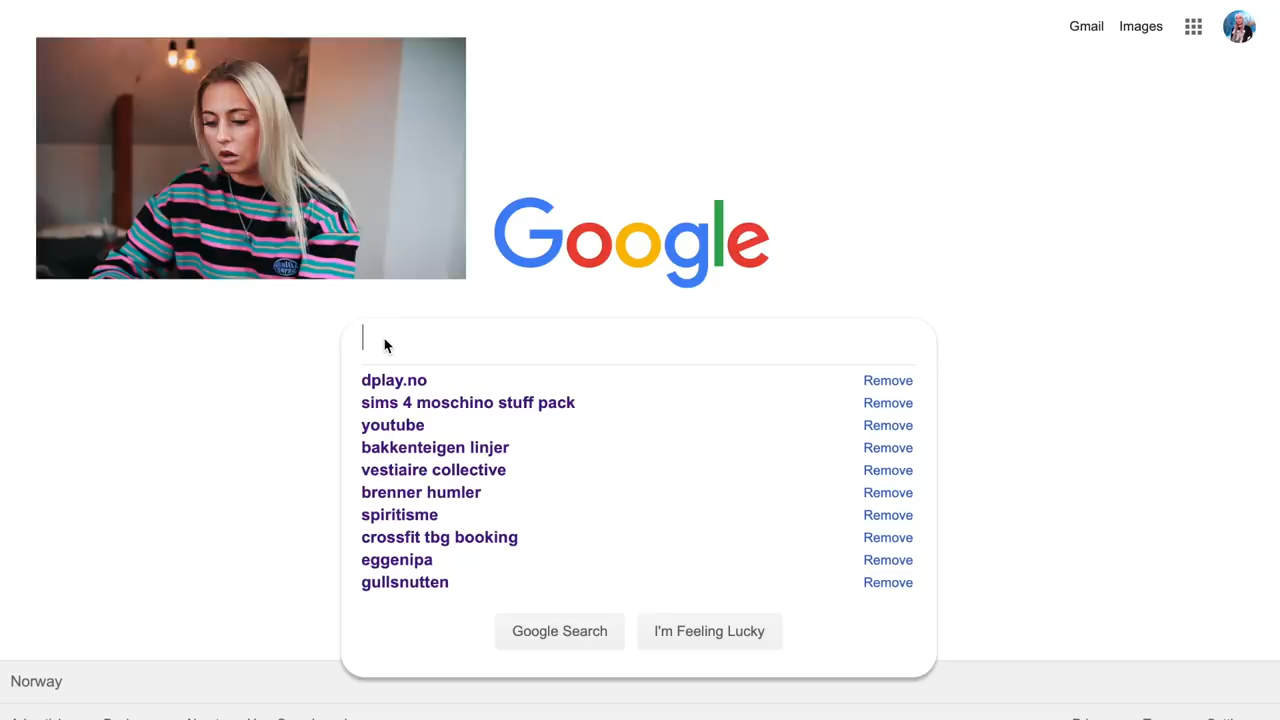 Gmail Images
Google
dplay.no Remove
sims 4 moschino stuff pack Remove
youtube Remove
bakkenteigen linjer Remove
vestiaire collective Remove
brenner humler Remove
spiritisme Remove
crossfit tbg booking Remove
eggenipa Remove
gullsnutten Remove
Google Search I'm Feeling Lucky
Norway